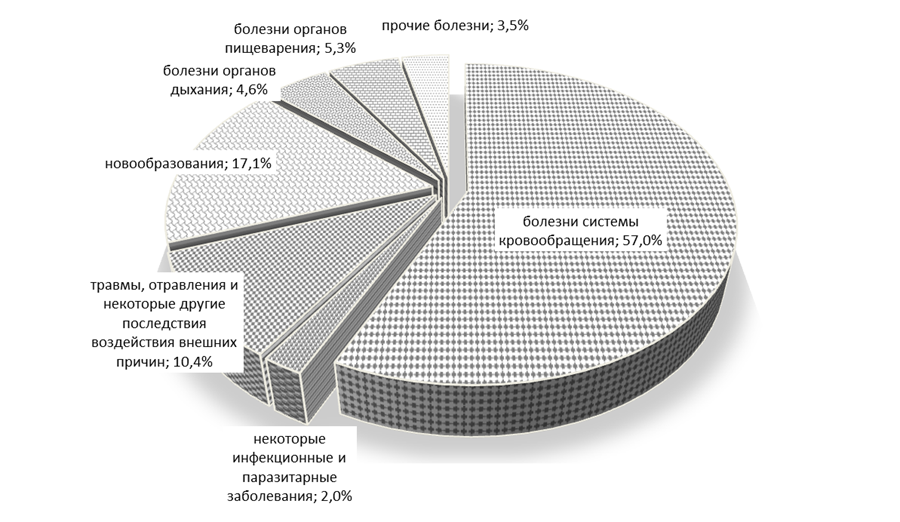 болезни органов
пищеварения; 5,3%
прочие болезни; 3,5%
болезни органов
дыхания; 4,6%
новообразования; 17,1%
болезни системы
кровообращения; 57,0%
травмы, отравления и
некоторые другие
последствия
воздействия внешних
причин; 10,4%
некоторые
инфекционные и
паразитарные
заболевания; 2,0%